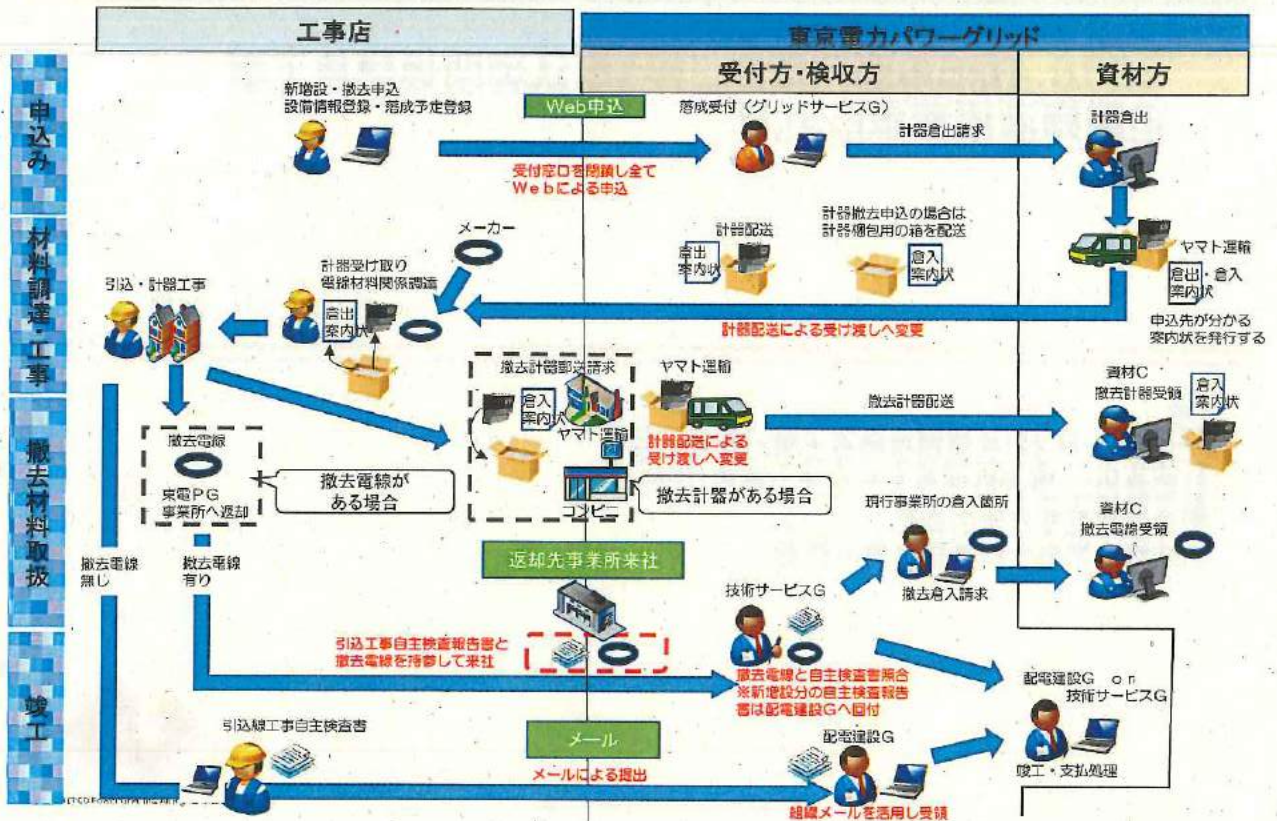 工事店
東京電力パワーグリッド
受付方・検収方
資材方
申込み
新増設・撤去申込
設備情報登録・落成予定登録
Web申込
落成受付(グリッドサービスG)
計器倉出請求
計器倉出
受付窓口を閉鎖し全て
Webによる申込
材料調達・工事
メーカー
計器受け取り
電線材料関係調達
倉出
案内状
引込・計器工事
計器配送
倉出
案内状
計器撤去申込の場合は
計器梱包用の箱を配送
倉入
案内状
ヤマト運輸
倉出・倉入
案内状
申込先が分かる
案内状を発行する
計器配送による受け渡しへ変更
撤去材料取扱
撤去計器郵送請求
倉入
案内状
ヤマト運輸
コンビニ
ヤマト運輸
計器配送による
受け渡しへ変更
撤去計器配送
資材C
撤去計器受領
倉入
案内状
撤去電線
東電PG
事業所へ返却
撤去電線が
ある場合
撤去計器がある場合
現行事業所の倉入箇所
撤去倉入請求
資材C
撤去電線受領
撤去電線
無し
撤去電線
有り
返却先事業所来社
技術サービスG
引込工事自主検査報告書と
撤去電線を持参して来社
撤去電線と自主検査書照合
※新増設分の自主検査報告
書は配電建設Gへ回付
竣工
配電建設G or
技術サービスG
竣工・支払処理
引込線工事自主検査書
メール
メールによる提出
配電建設G
組織メールを活用し受領